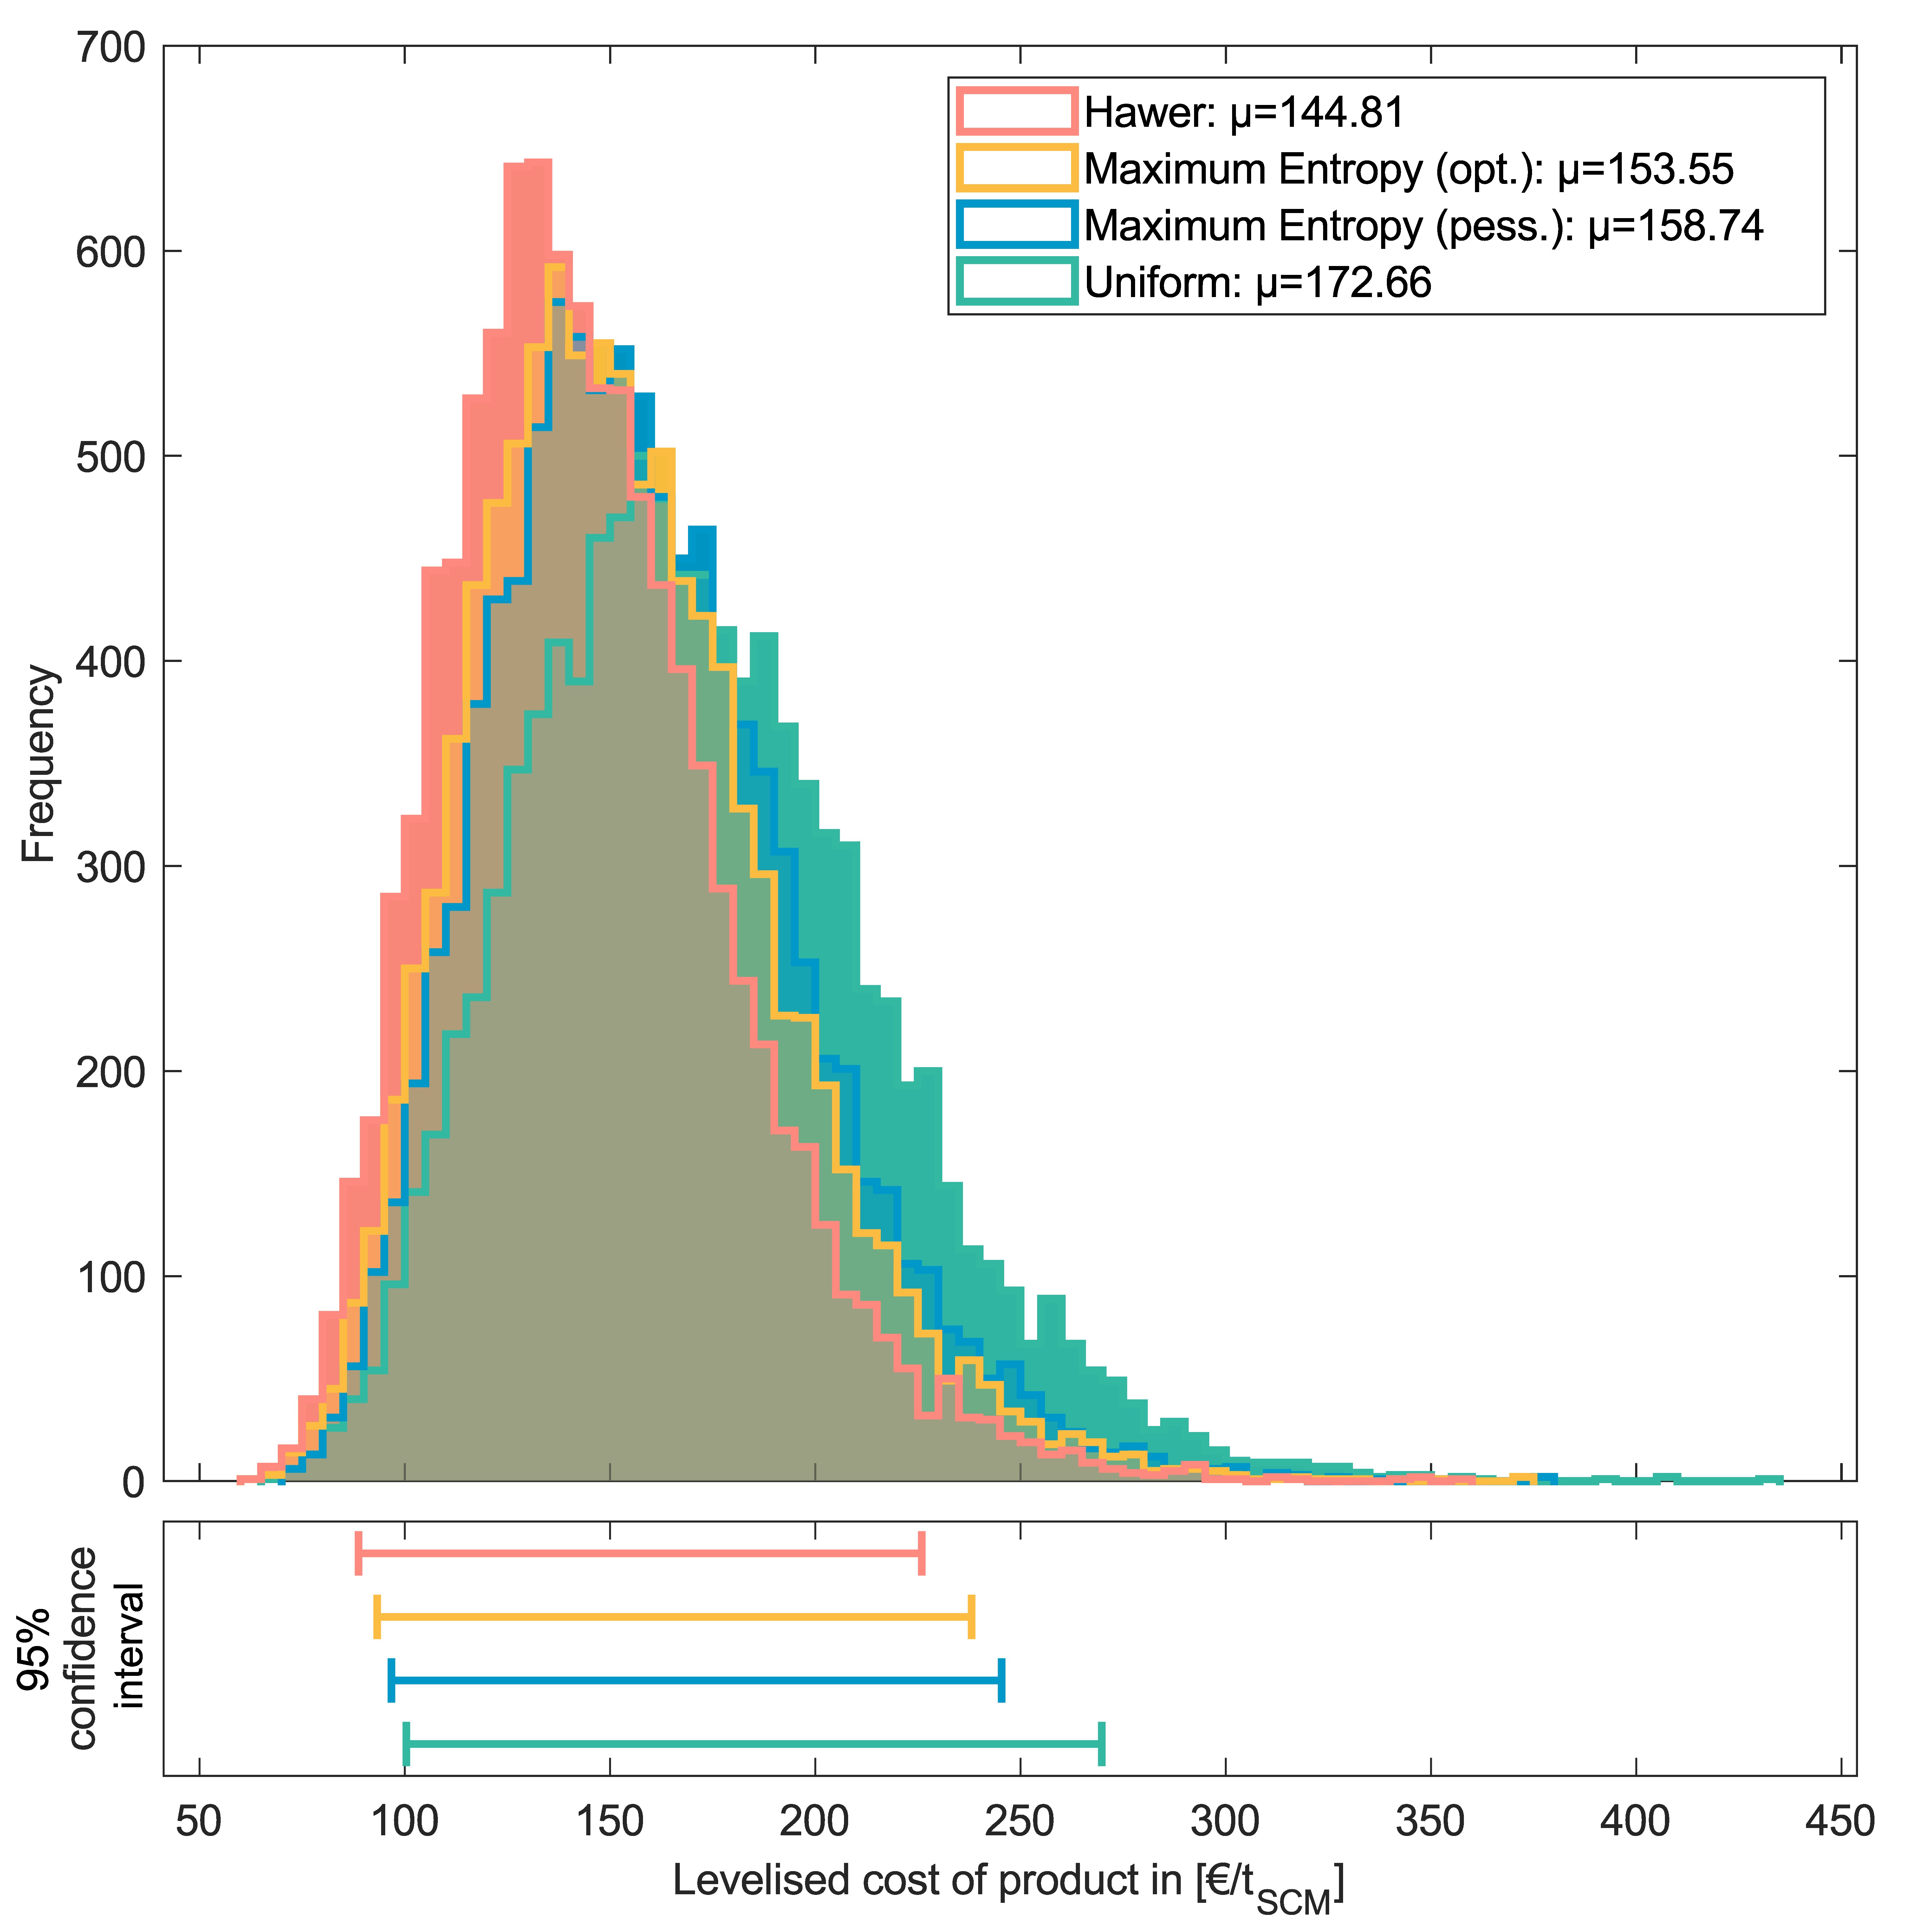 700
600
500
400
300
200
100
0
Frequency
Hawer: μ=144.81
Maximum Entropy (opt.): μ=153.55
Maximum Entropy (pess.): μ=158.74
Uniform: μ=172.66
95%
confidence
interval
50 100 150 200 250 300 350 400 450
Levelised cost of product in [€/tSCM]